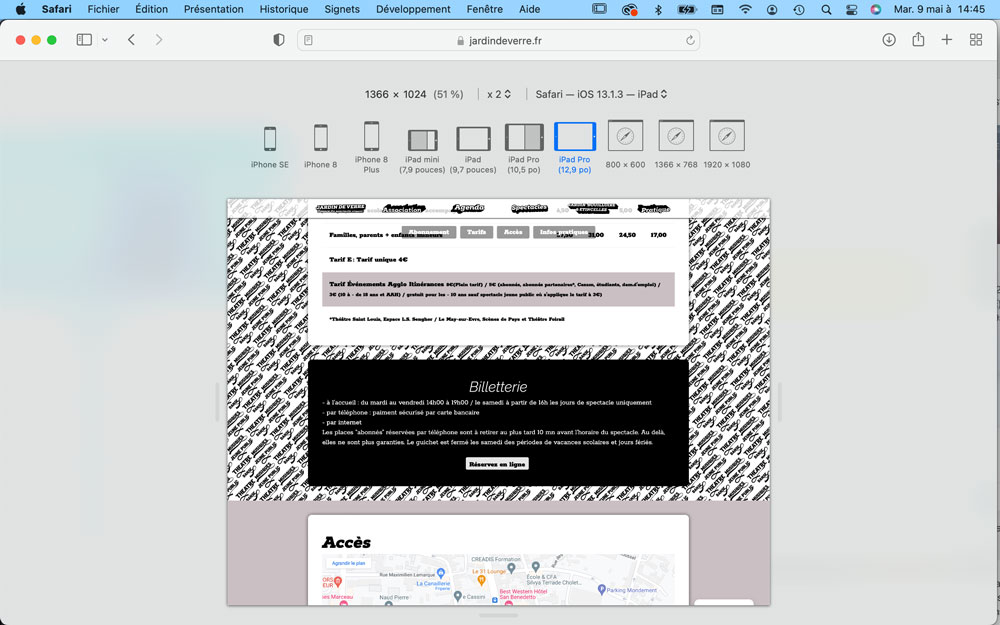 Safari Fichier Édition Présentation Historique Signets Développement Fenêtre Aide Mar. 9 mai à 14:45
jardindeverre.fr
1366 × 1024 (51 %) x 2 Safari — iOS 13.1.3 — iPad
iPhone SE iPhone 8 iPhone 8 Plus iPad mini (7,9 pouces) iPad (9,7 pouces) iPad Pro (10,5 po) iPad Pro (12,9 po) 800 × 600 1366 × 768 1920 × 1080
JARDIN DE VERRE Association Agenda Spectacles Pratique
Abonnement Tarifs Accès Infos pratiques
Familles, parents + enfants mineurs 31,00 24,50 17,00
Tarif E : Tarif unique 4€
Tarif Événements Agglo Itinérances 8€(Plein tarif) / 5€ (abonnés, abonnés partenaires*, Cezam, étudiants, dem.d'emploi) /
3€ (10 à - de 18 ans et AAH) / gratuit pour les - 10 ans sauf spectacle jeune public où s'applique le tarif à 3€)
*Théâtre Saint Louis, Espace L.S. Senghor / Le May-sur-Evre, Scènes de Pays et Théâtre Foirail
Billetterie
- à l'accueil : du mardi au vendredi 14h00 à 19h00 / le samedi à partir de 16h les jours de spectacle uniquement
- par téléphone : paiment sécurisé par carte bancaire
- par internet
Les places "abonnés" réservées par téléphone sont à retirer au plus tard 10 mn avant l'horaire du spectacle. Au delà,
elles ne sont plus garanties. Le guichet est fermé les samedi des périodes de vacances scolaires et jours fériés.
Réservez en ligne
Accès
Agrandir le plan
CREADIS Formation
Rue Maximilien Lamarque
Le 31 Lounge
École & CFA
Silvya Terrade Cholet...
La Canaillerie
Fringerie
Best Western Hôtel
San Benedetto
Parking Mondement
es Marceau
Naud Pierre
e Cassini